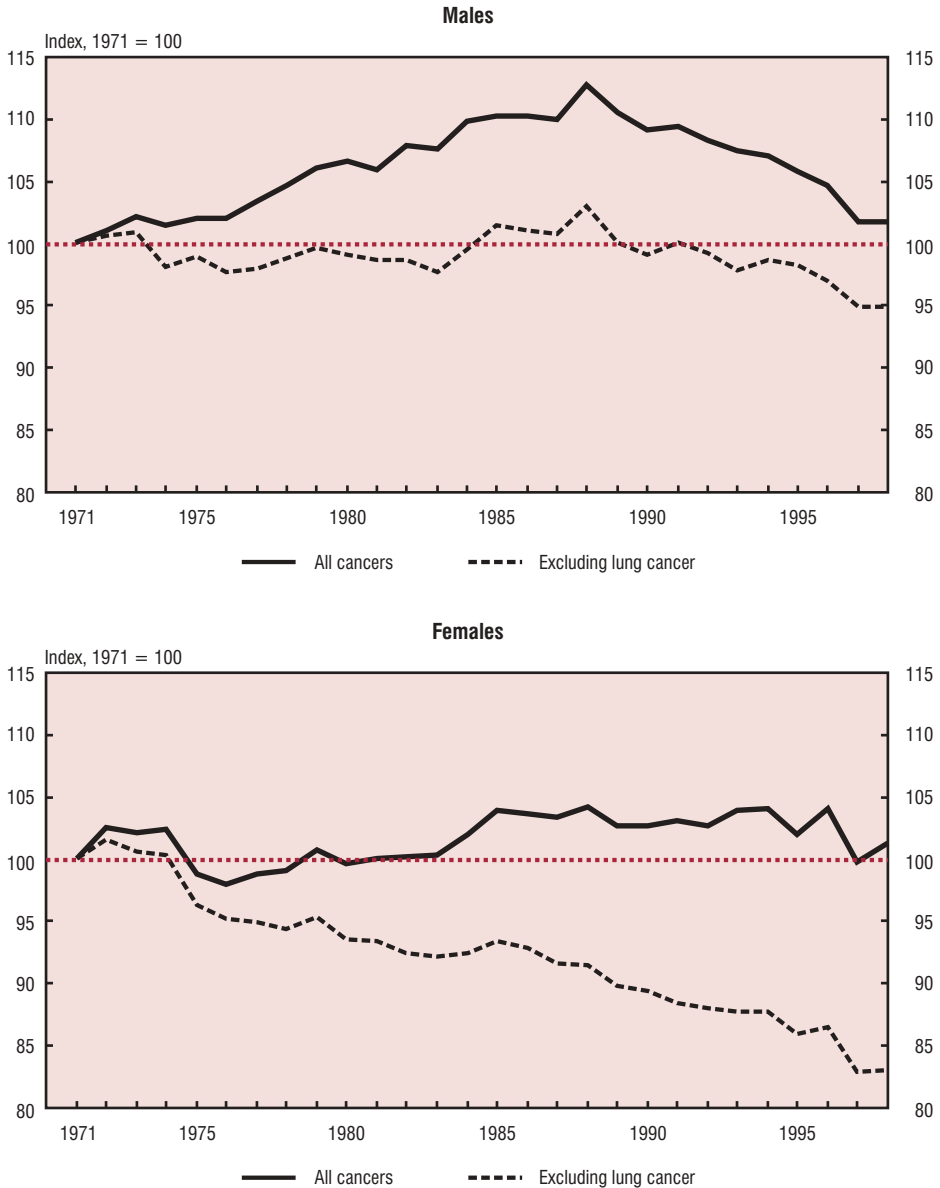 Males
Index, 1971 = 100
115 115
110 110
105 105
100 100
95 95
90 90
85 85
80 80
1971 1975 1980 1985 1990 1995
All cancers Excluding lung cancer
Females
Index, 1971 = 100
115 115
110 110
105 105
100 100
95 95
90 90
85 85
80 80
1971 1975 1980 1985 1990 1995
All cancers Excluding lung cancer